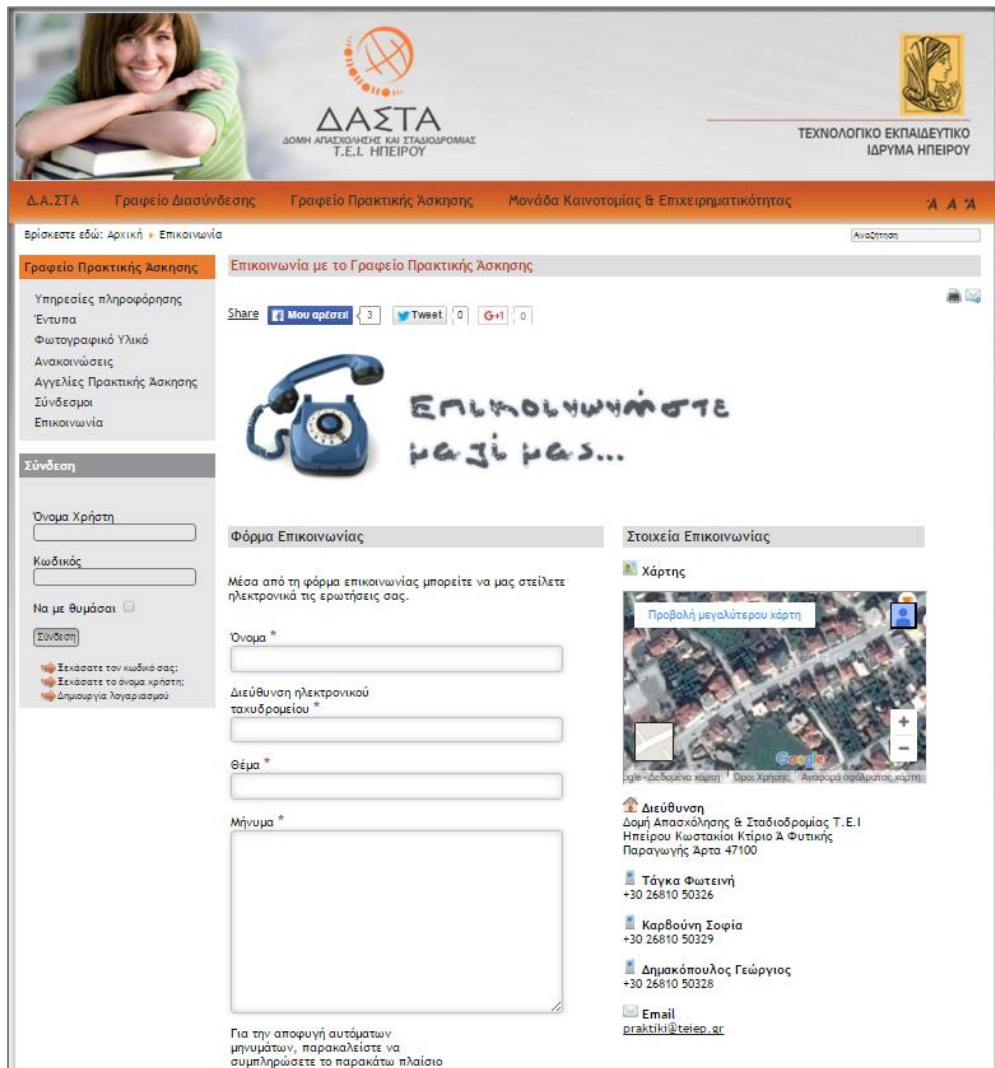 ΔΑΣΤΑ
ΔΟΜΗ ΑΠΑΣΧΟΛΗΣΗΣ ΚΑΙ ΣΤΑΔΙΟΔΡΟΜΙΑΣ
Τ.Ε.Ι. ΗΠΕΙΡΟΥ
ΤΕΧΝΟΛΟΓΙΚΟ ΕΚΠΑΙΔΕΥΤΙΚΟ
ΙΔΡΥΜΑ ΗΠΕΙΡΟΥ
Δ.Α.ΣΤΑ Γραφείο Διασύνδεσης Γραφείο Πρακτικής Άσκησης Μονάδα Καινοτομίας & Επιχειρηματικότητας
Βρίσκεστε εδώ: Αρχική Επικοινωνία
Αναζήτηση
Γραφείο Πρακτικής Άσκησης
Υπηρεσίες πληροφόρησης
Έντυπα
Φωτογραφικό Υλικό
Ανακοινώσεις
Αγγελίες Πρακτικής Άσκησης
Σύνδεσμοι
Επικοινωνία
Σύνδεση
Όνομα Χρήστη
Κωδικός
Να με θυμάσαι
Σύνδεση
Ξεχάσατε τον κωδικό σας;
Ξεχάσατε το όνομα χρήστη;
Δημιουργία λογαριασμού
Επικοινωνία με το Γραφείο Πρακτικής Άσκησης
Share Μου αρέσει! 3 Tweet 0 G+1 0
Επικοινωνήστε
μαζί μας...
Φόρμα Επικοινωνίας
Μέσα από τη φόρμα επικοινωνίας μπορείτε να μας στείλετε
ηλεκτρονικά τις ερωτήσεις σας.
Όνομα *
Διεύθυνση ηλεκτρονικού
ταχυδρομείου *
Θέμα *
Μήνυμα *
Για την αποφυγή αυτόματων
μηνυμάτων, παρακαλείστε να
συμπληρώσετε το παρακάτω πλαίσιο
Στοιχεία Επικοινωνίας
Χάρτης
Προβολή μεγαλύτερου χάρτη
+
−
Google
ogle - Δεδομένα χάρτη Όροι Χρήσης Αναφορά σφάλματος χάρτη
Διεύθυνση
Δομή Απασχόλησης & Σταδιοδρομίας Τ.Ε.Ι
Ηπείρου Κωστακίοι Κτίριο Ά Φυτικής
Παραγωγής Άρτα 47100
Τάγκα Φωτεινή
+30 26810 50326
Καρβούνη Σοφία
+30 26810 50329
Δημακόπουλος Γεώργιος
+30 26810 50328
Email
praktiki@teiep.gr